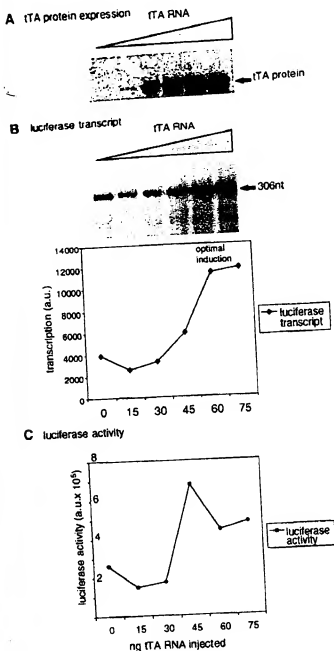 A tTA protein expression
tTA RNA
tTA protein
B luciferase transcript
tTA RNA
306nt
14000
12000
10000
8000
6000
4000
2000
0
transcription (a.u.)
optimal
induction
luciferase
transcript
0 15 30 45 60 75
C luciferase activity
8
6
4
2
luciferase activity (a.u.x 10⁵)
luciferase
activity
0 15 30 45 60 75
ng tTA RNA injected